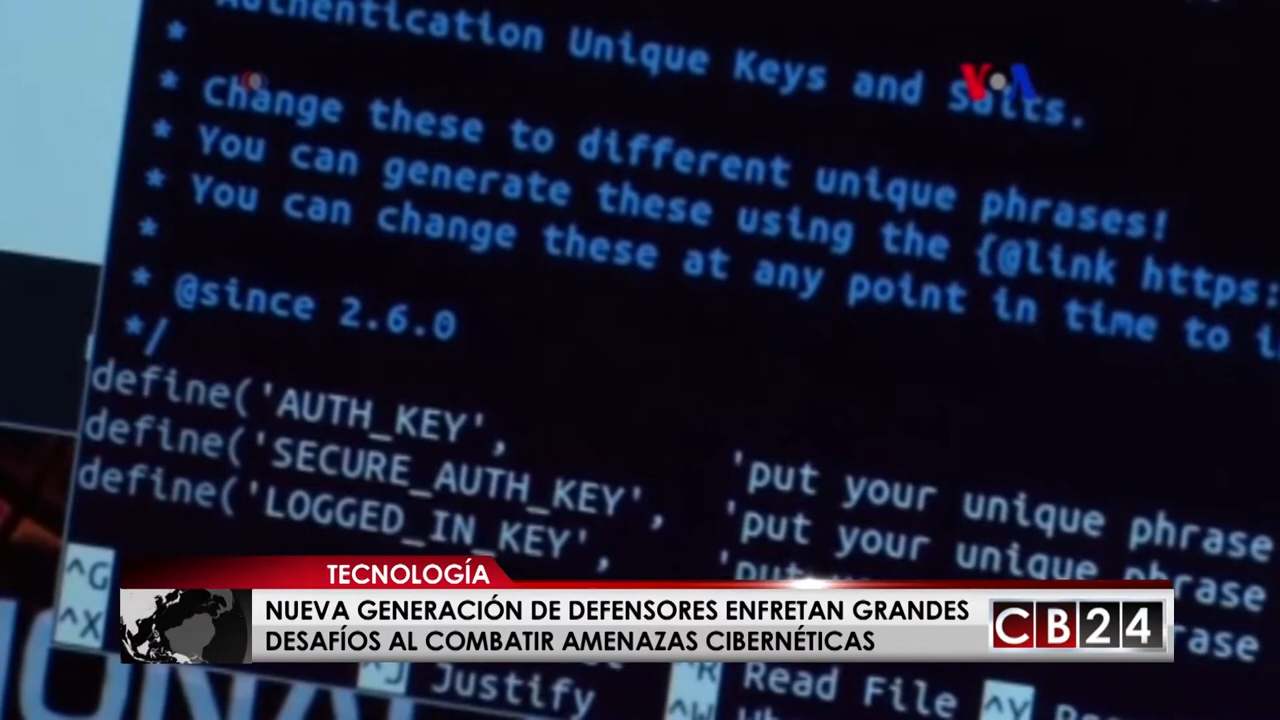 Authentication Unique Keys and Salts.
*
* Change these to different unique phrases!
* You can generate these using the {@link https:
* You can change these at any point in time to i
*
* @since 2.6.0
*/
define('AUTH_KEY', 'put your unique phrase
define('SECURE_AUTH_KEY', 'put your unique phrase
define('LOGGED_IN_KEY', 'put your unique phrase
VOA
^G
^X
^J Justify
^R Read File
^W
^Y
TECNOLOGÍA
NUEVA GENERACIÓN DE DEFENSORES ENFRETAN GRANDES
DESAFÍOS AL COMBATIR AMENAZAS CIBERNÉTICAS
CB24